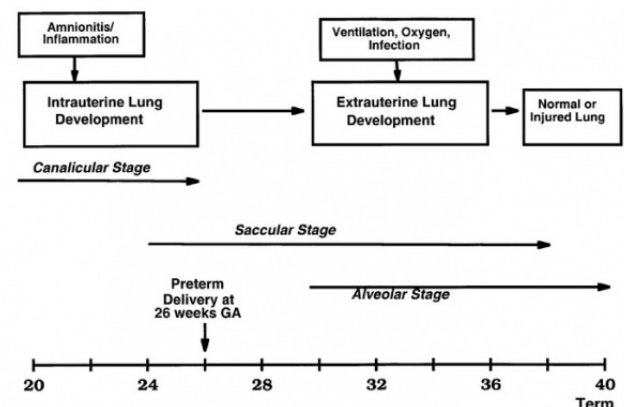 Amnionitis/
Inflammation
Ventilation, Oxygen,
Infection
Intrauterine Lung
Development
Extrauterine Lung
Development
Normal or
Injured Lung
Canalicular Stage
Saccular Stage
Alveolar Stage
Preterm
Delivery at
26 weeks GA
20 24 28 32 36 40
Term